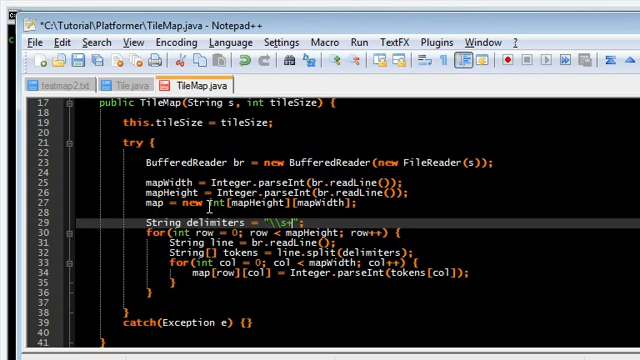 *C:\Tutorial\Platformer\TileMap.java - Notepad++
File Edit Search View Encoding Language Settings Macro Run TextFX Plugins Window ?
testmap2.txt Tile.java TileMap.java
17 public TileMap(String s, int tileSize) {
18
19 this.tileSize = tileSize;
20
21 try {
22
23 BufferedReader br = new BufferedReader(new FileReader(s));
24
25 mapWidth = Integer.parseInt(br.readLine());
26 mapHeight = Integer.parseInt(br.readLine());
27 map = new int[mapHeight][mapWidth];
28
29 String delimiters = "\\s+";
30 for(int row = 0; row < mapHeight; row++) {
31 String line = br.readLine();
32 String[] tokens = line.split(delimiters);
33 for(int col = 0; col < mapWidth; col++) {
34 map[row][col] = Integer.parseInt(tokens[col]);
35 }
36 }
37
38 }
39 catch(Exception e) {}
40
41 }